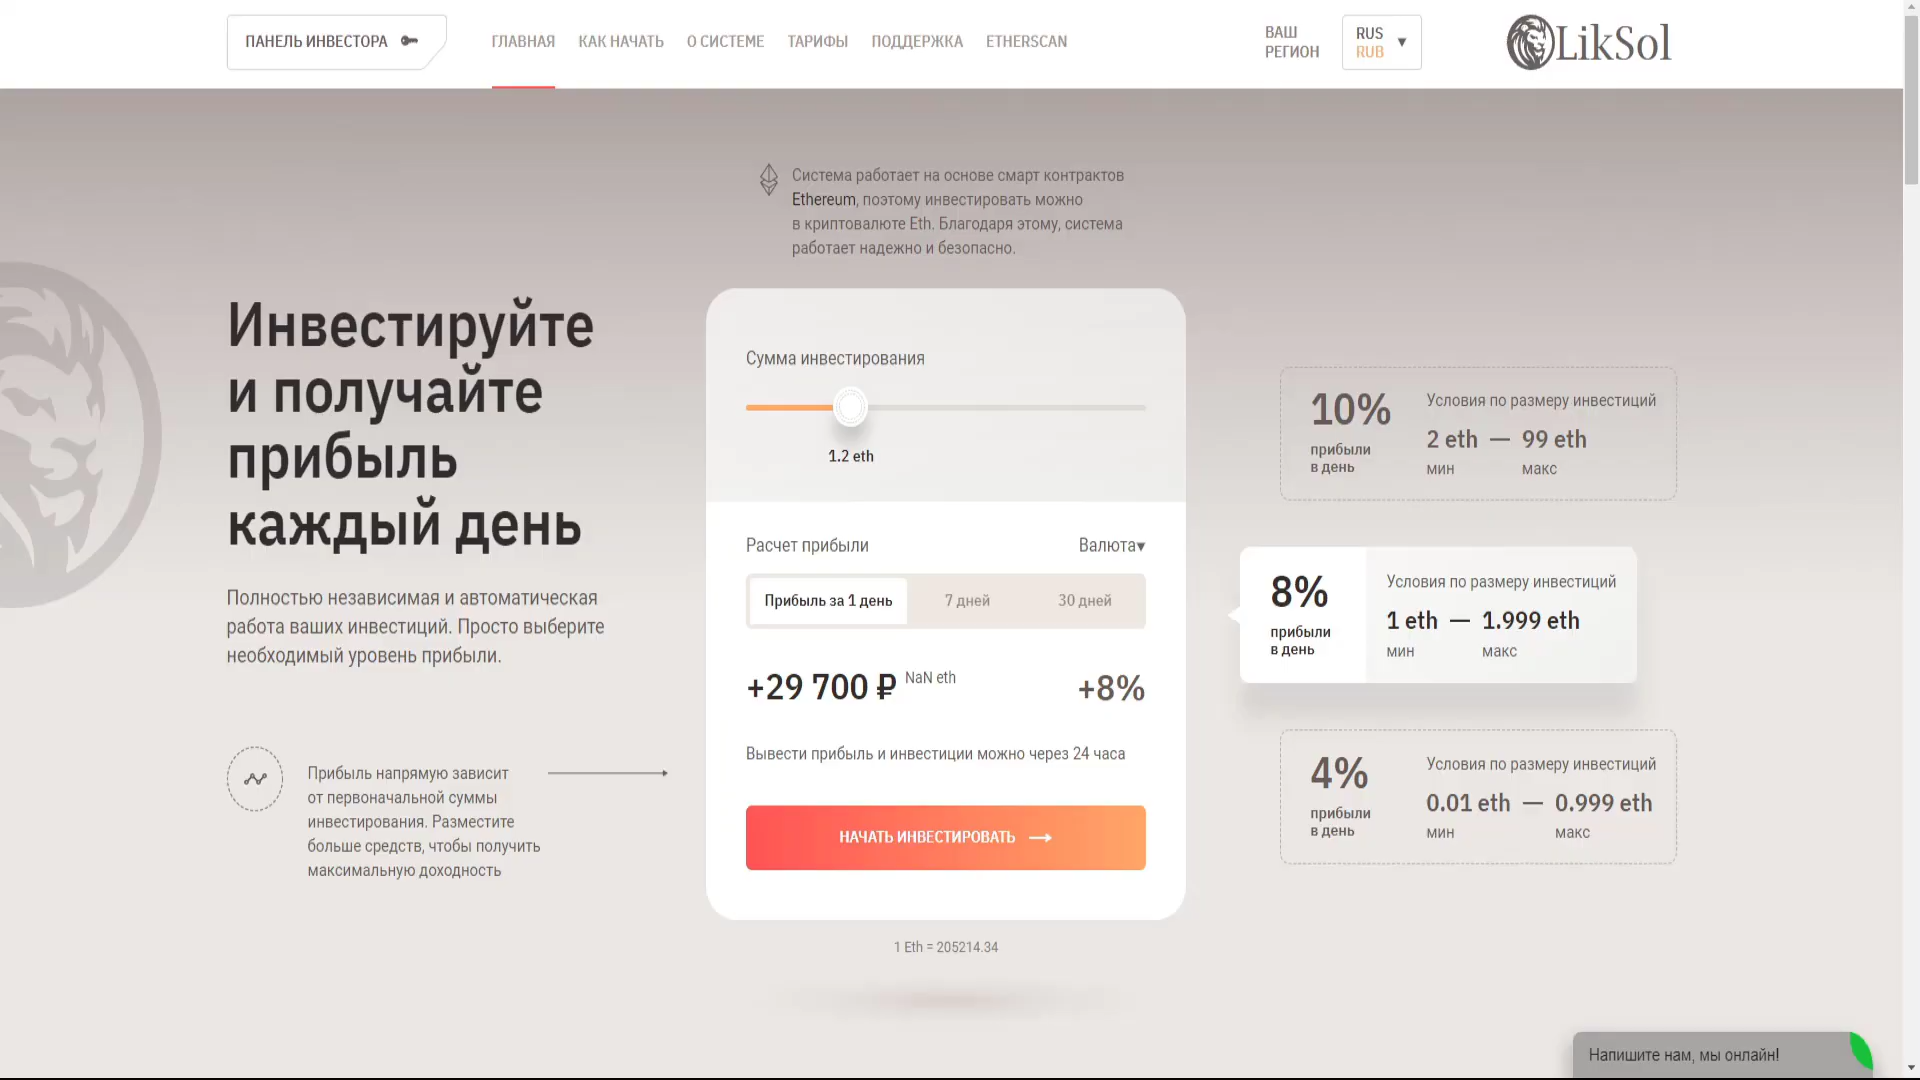 ПАНЕЛЬ ИНВЕСТОРА
ГЛАВНАЯ КАК НАЧАТЬ О СИСТЕМЕ ТАРИФЫ ПОДДЕРЖКА ETHERSCAN
ВАШ
РЕГИОН
RUS
RUB
LikSol
Система работает на основе смарт контрактов
Ethereum, поэтому инвестировать можно
в криптовалюте Eth. Благодаря этому, система
работает надежно и безопасно.
Инвестируйте
и получайте
прибыль
каждый день
Полностью независимая и автоматическая
работа ваших инвестиций. Просто выберите
необходимый уровень прибыли.
Прибыль напрямую зависит
от первоначальной суммы
инвестирования. Разместите
больше средств, чтобы получить
максимальную доходность
Сумма инвестирования
1.2 eth
Расчет прибыли Валюта▾
Прибыль за 1 день 7 дней 30 дней
+29 700 ₽ NaN eth +8%
Вывести прибыль и инвестиции можно через 24 часа
НАЧАТЬ ИНВЕСТИРОВАТЬ
1 Eth = 205214.34
10%
прибыли
в день
Условия по размеру инвестиций
2 eth — 99 eth
мин макс
8%
прибыли
в день
Условия по размеру инвестиций
1 eth — 1.999 eth
мин макс
4%
прибыли
в день
Условия по размеру инвестиций
0.01 eth — 0.999 eth
мин макс
Напишите нам, мы онлайн!